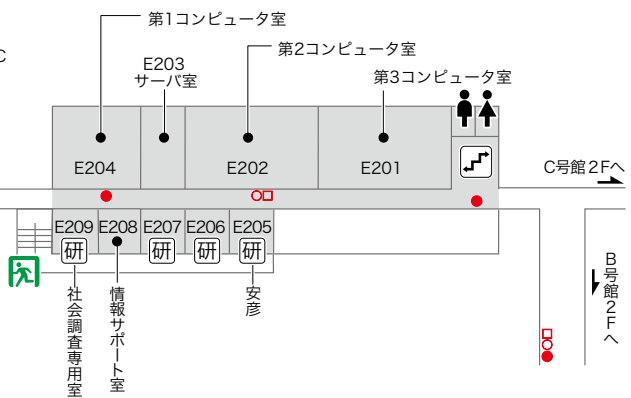 第1コンピュータ室
第2コンピュータ室
C
E203
サーバ室
第3コンピュータ室
E204
E202
E201
C号館2Fへ
E209
E208
E207
E206
E205
研
研
研
研
社会調査専用室
情報サポート室
安彦
B号館2Fへ